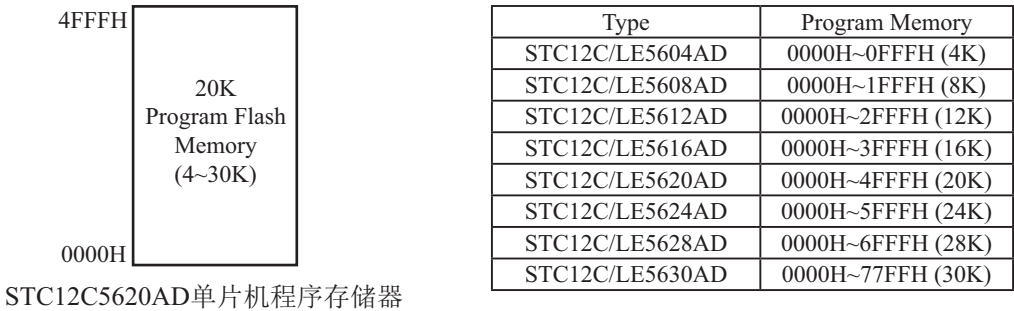 4FFFH
20K
Program Flash
Memory
(4~30K)
0000H
STC12C5620AD单片机程序存储器
Type Program Memory
STC12C/LE5604AD 0000H~0FFFH (4K)
STC12C/LE5608AD 0000H~1FFFH (8K)
STC12C/LE5612AD 0000H~2FFFH (12K)
STC12C/LE5616AD 0000H~3FFFH (16K)
STC12C/LE5620AD 0000H~4FFFH (20K)
STC12C/LE5624AD 0000H~5FFFH (24K)
STC12C/LE5628AD 0000H~6FFFH (28K)
STC12C/LE5630AD 0000H~77FFH (30K)